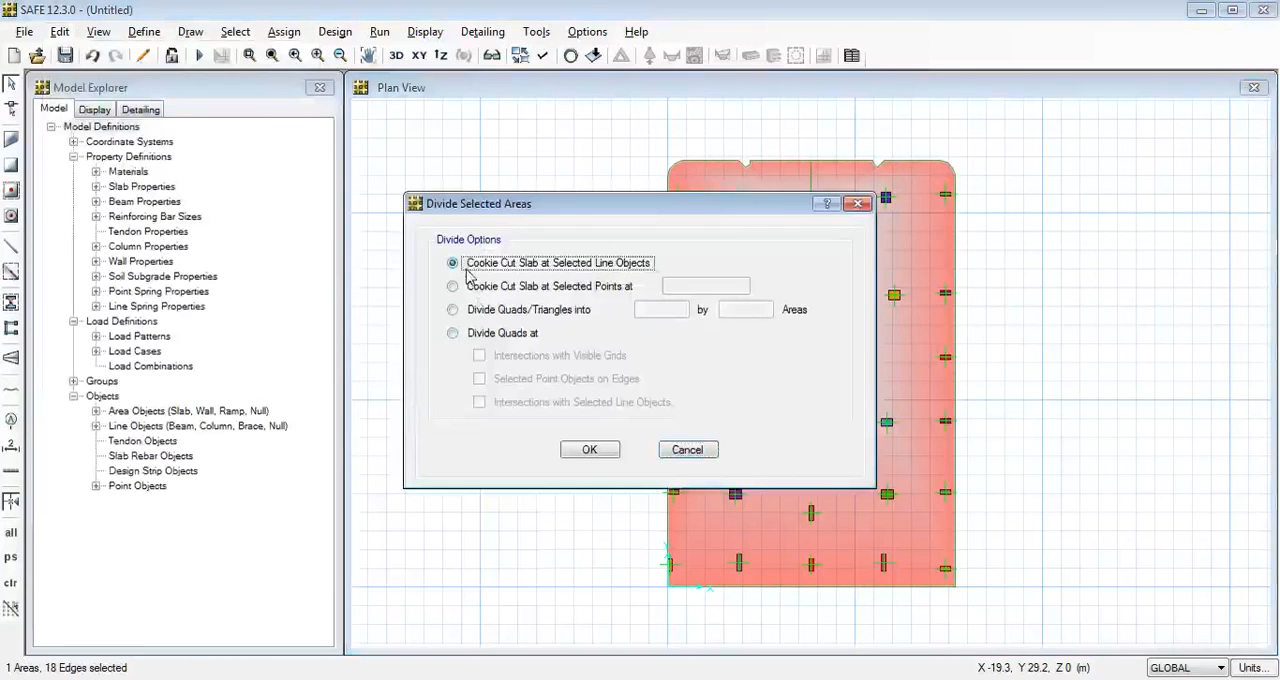 SAFE 12.3.0 - (Untitled)
File Edit View Define Draw Select Assign Design Run Display Detailing Tools Options Help
3D XY 1Z
Model Explorer
Plan View
Model Display Detailing
Model Definitions
Coordinate Systems
Property Definitions
Materials
Slab Properties
Beam Properties
Reinforcing Bar Sizes
Tendon Properties
Column Properties
Wall Properties
Soil Subgrade Properties
Point Spring Properties
Line Spring Properties
Load Definitions
Load Patterns
Load Cases
Load Combinations
Groups
Objects
Area Objects (Slab, Wall, Ramp, Null)
Line Objects (Beam, Column, Brace, Null)
Tendon Objects
Slab Rebar Objects
Design Strip Objects
Point Objects
all
ps
clr
Divide Selected Areas
Divide Options
Cookie Cut Slab at Selected Line Objects
Cookie Cut Slab at Selected Points at
Divide Quads/Triangles into by Areas
Divide Quads at
Intersections with Visible Grids
Selected Point Objects on Edges
Intersections with Selected Line Objects.
OK Cancel
X
1 Areas, 18 Edges selected
X -19.3, Y 29.2, Z 0 (m)
GLOBAL
Units...